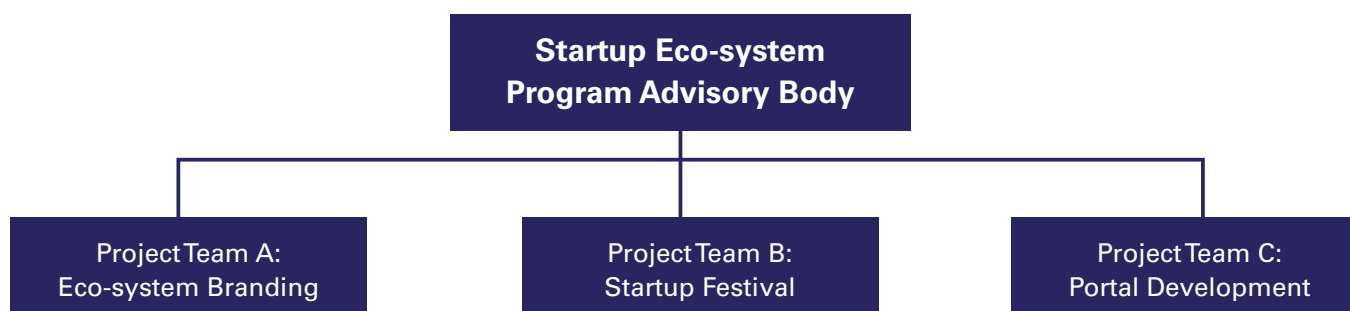 Startup Eco-system
Program Advisory Body
Project Team A:
Eco-system Branding
Project Team B:
Startup Festival
Project Team C:
Portal Development